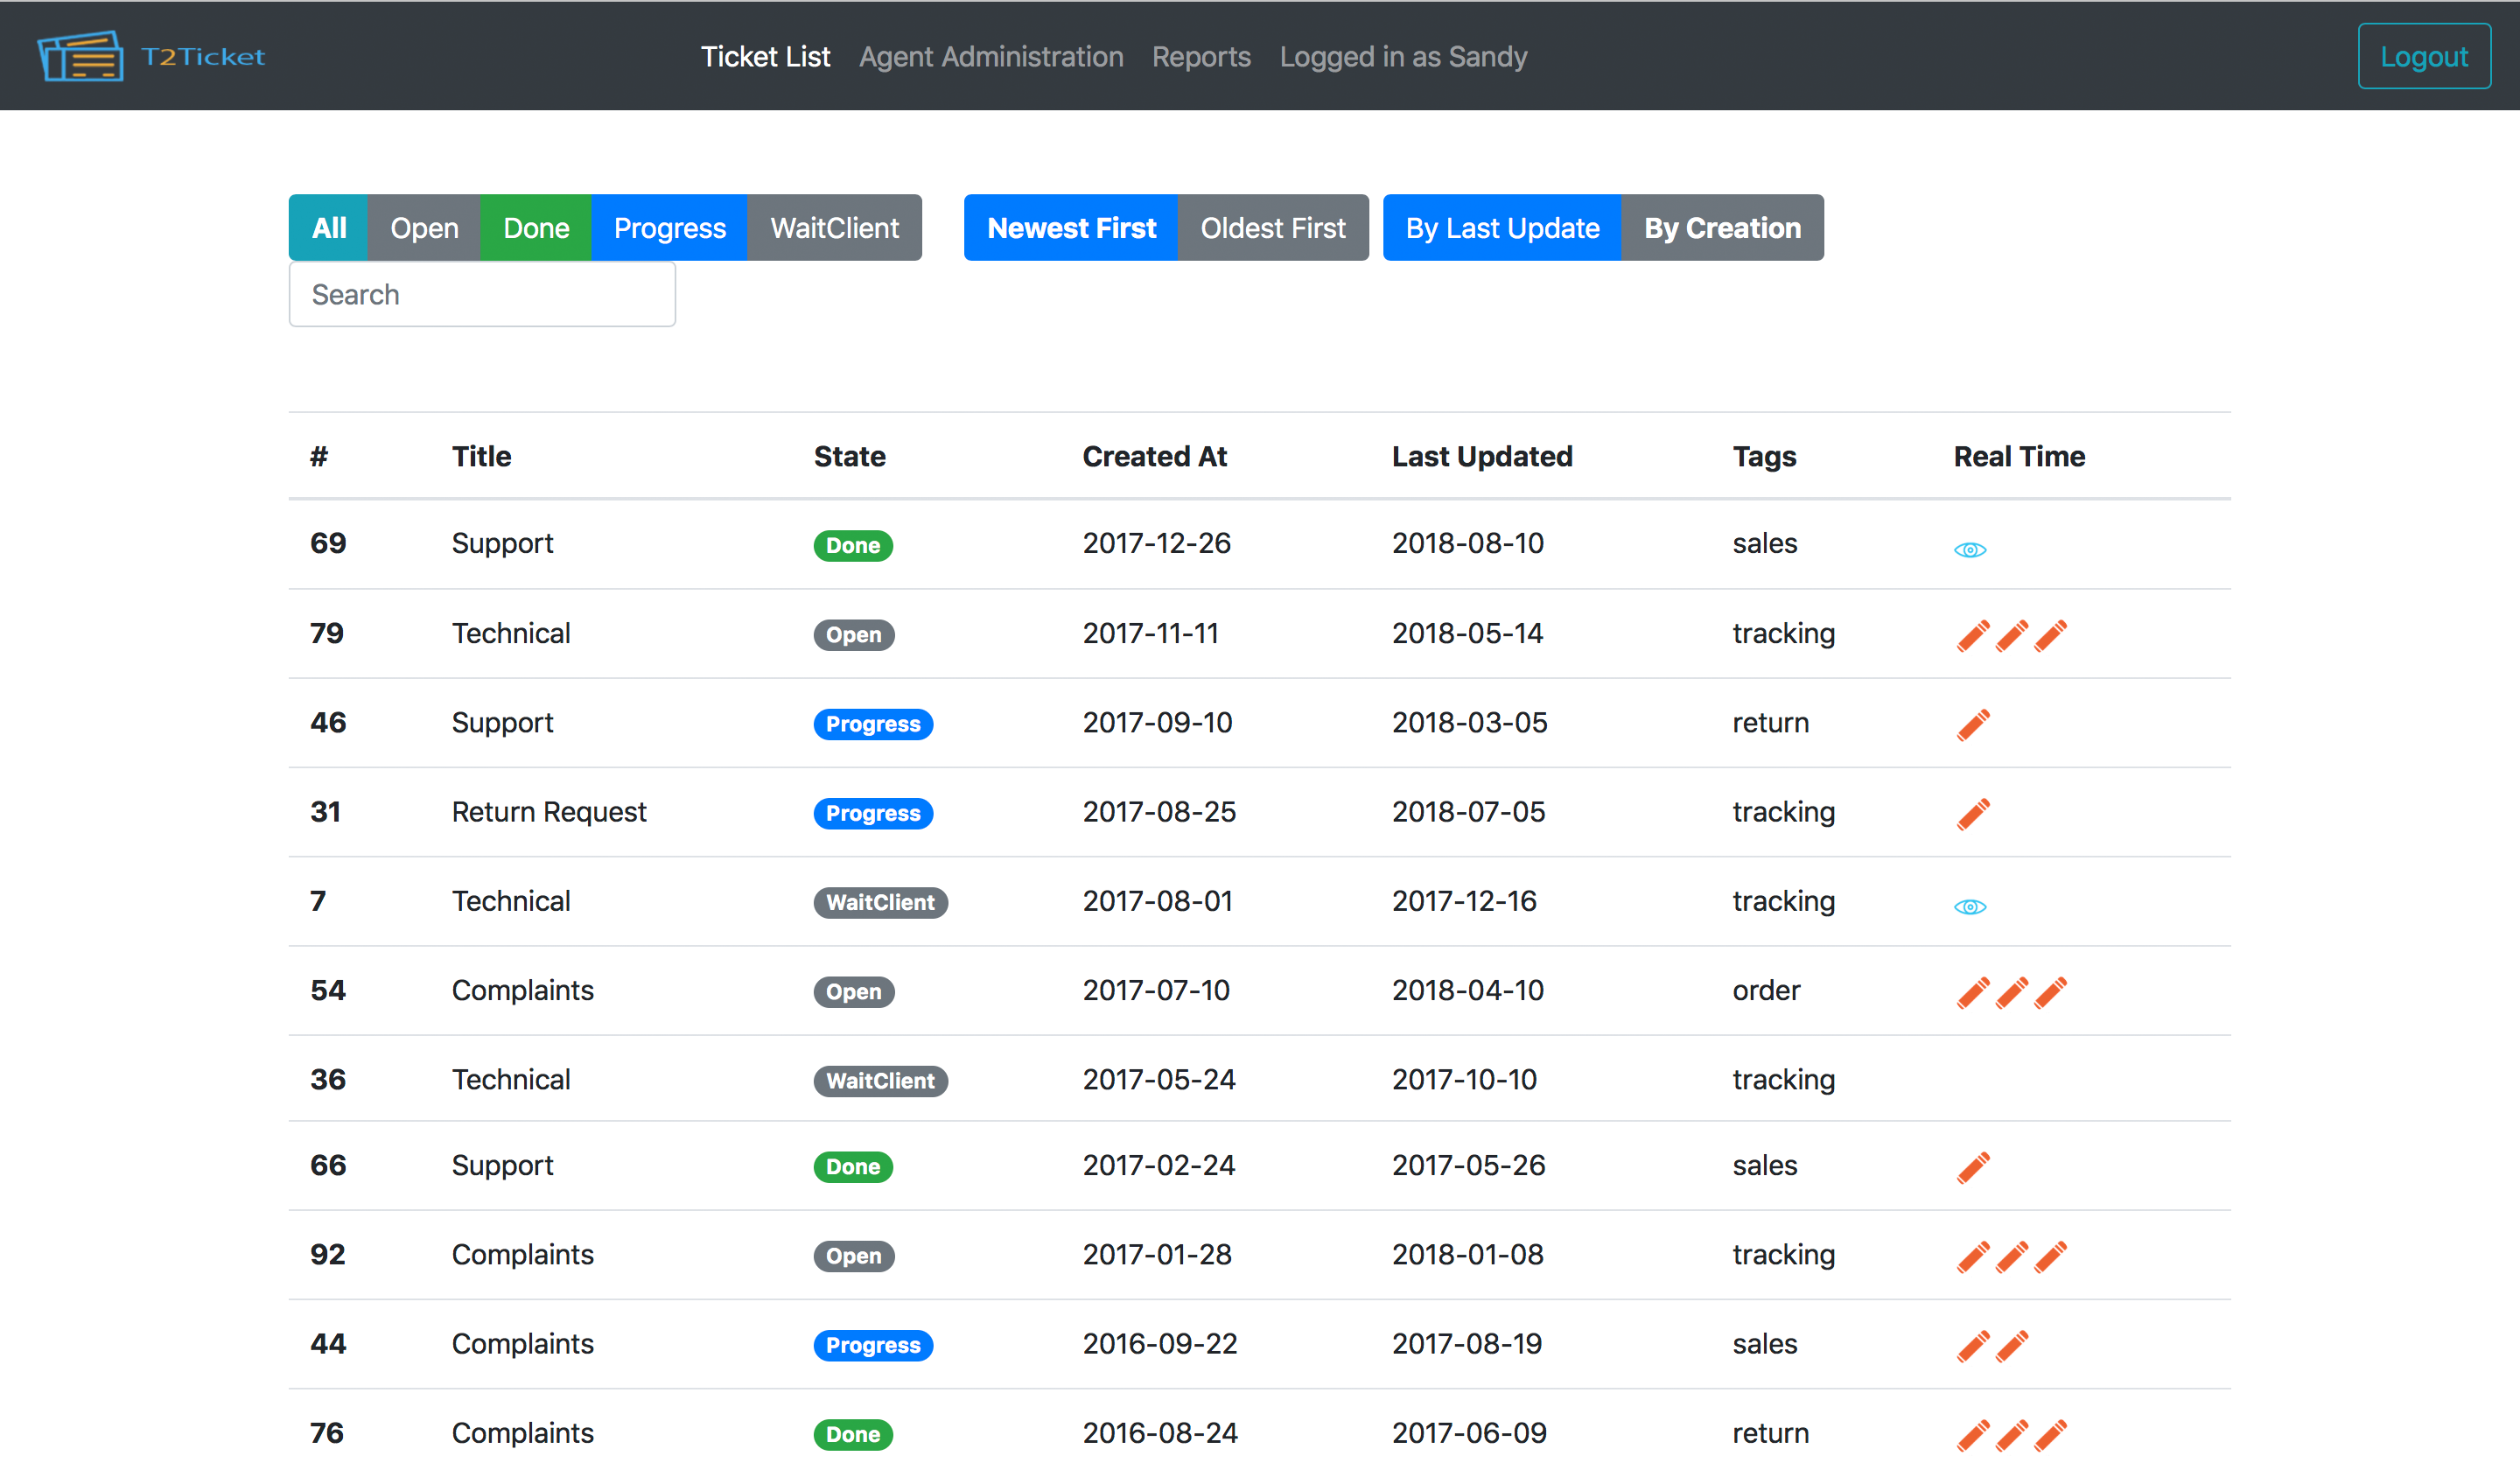 T2Ticket Ticket List Agent Administration Reports Logged in as Sandy Logout
All Open Done Progress WaitClient Newest First Oldest First By Last Update By Creation
Search
# Title State Created At Last Updated Tags Real Time
69 Support Done 2017-12-26 2018-08-10 sales
79 Technical Open 2017-11-11 2018-05-14 tracking
46 Support Progress 2017-09-10 2018-03-05 return
31 Return Request Progress 2017-08-25 2018-07-05 tracking
7 Technical WaitClient 2017-08-01 2017-12-16 tracking
54 Complaints Open 2017-07-10 2018-04-10 order
36 Technical WaitClient 2017-05-24 2017-10-10 tracking
66 Support Done 2017-02-24 2017-05-26 sales
92 Complaints Open 2017-01-28 2018-01-08 tracking
44 Complaints Progress 2016-09-22 2017-08-19 sales
76 Complaints Done 2016-08-24 2017-06-09 return